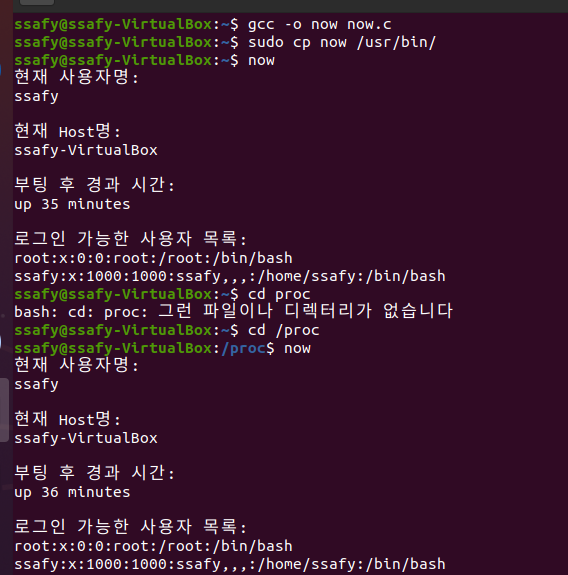 ssafy@ssafy-VirtualBox:~$ gcc -o now now.c
ssafy@ssafy-VirtualBox:~$ sudo cp now /usr/bin/
ssafy@ssafy-VirtualBox:~$ now
현재 사용자명:
ssafy

현재 Host명:
ssafy-VirtualBox

부팅 후 경과 시간:
up 35 minutes

로그인 가능한 사용자 목록:
root:x:0:0:root:/root:/bin/bash
ssafy:x:1000:1000:ssafy,,,:/home/ssafy:/bin/bash
ssafy@ssafy-VirtualBox:~$ cd proc
bash: cd: proc: 그런 파일이나 디렉터리가 없습니다
ssafy@ssafy-VirtualBox:~$ cd /proc
ssafy@ssafy-VirtualBox:/proc$ now
현재 사용자명:
ssafy

현재 Host명:
ssafy-VirtualBox

부팅 후 경과 시간:
up 36 minutes

로그인 가능한 사용자 목록:
root:x:0:0:root:/root:/bin/bash
ssafy:x:1000:1000:ssafy,,,:/home/ssafy:/bin/bash